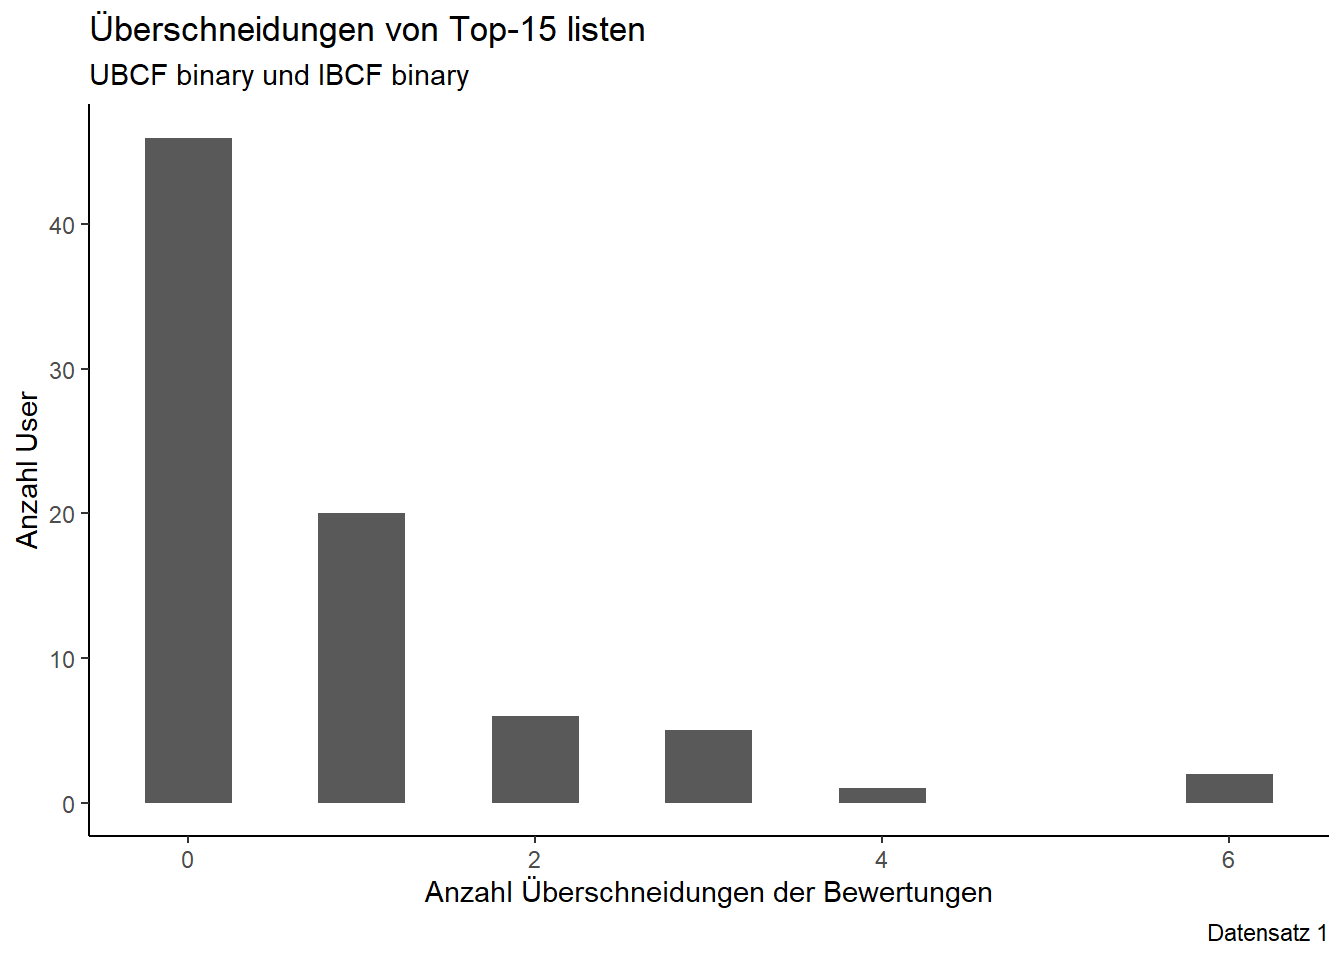 Überschneidungen von Top-15 listen
UBCF binary und IBCF binary
Anzahl User
40
30
20
10
0
0 2 4 6
Anzahl Überschneidungen der Bewertungen
Datensatz 1